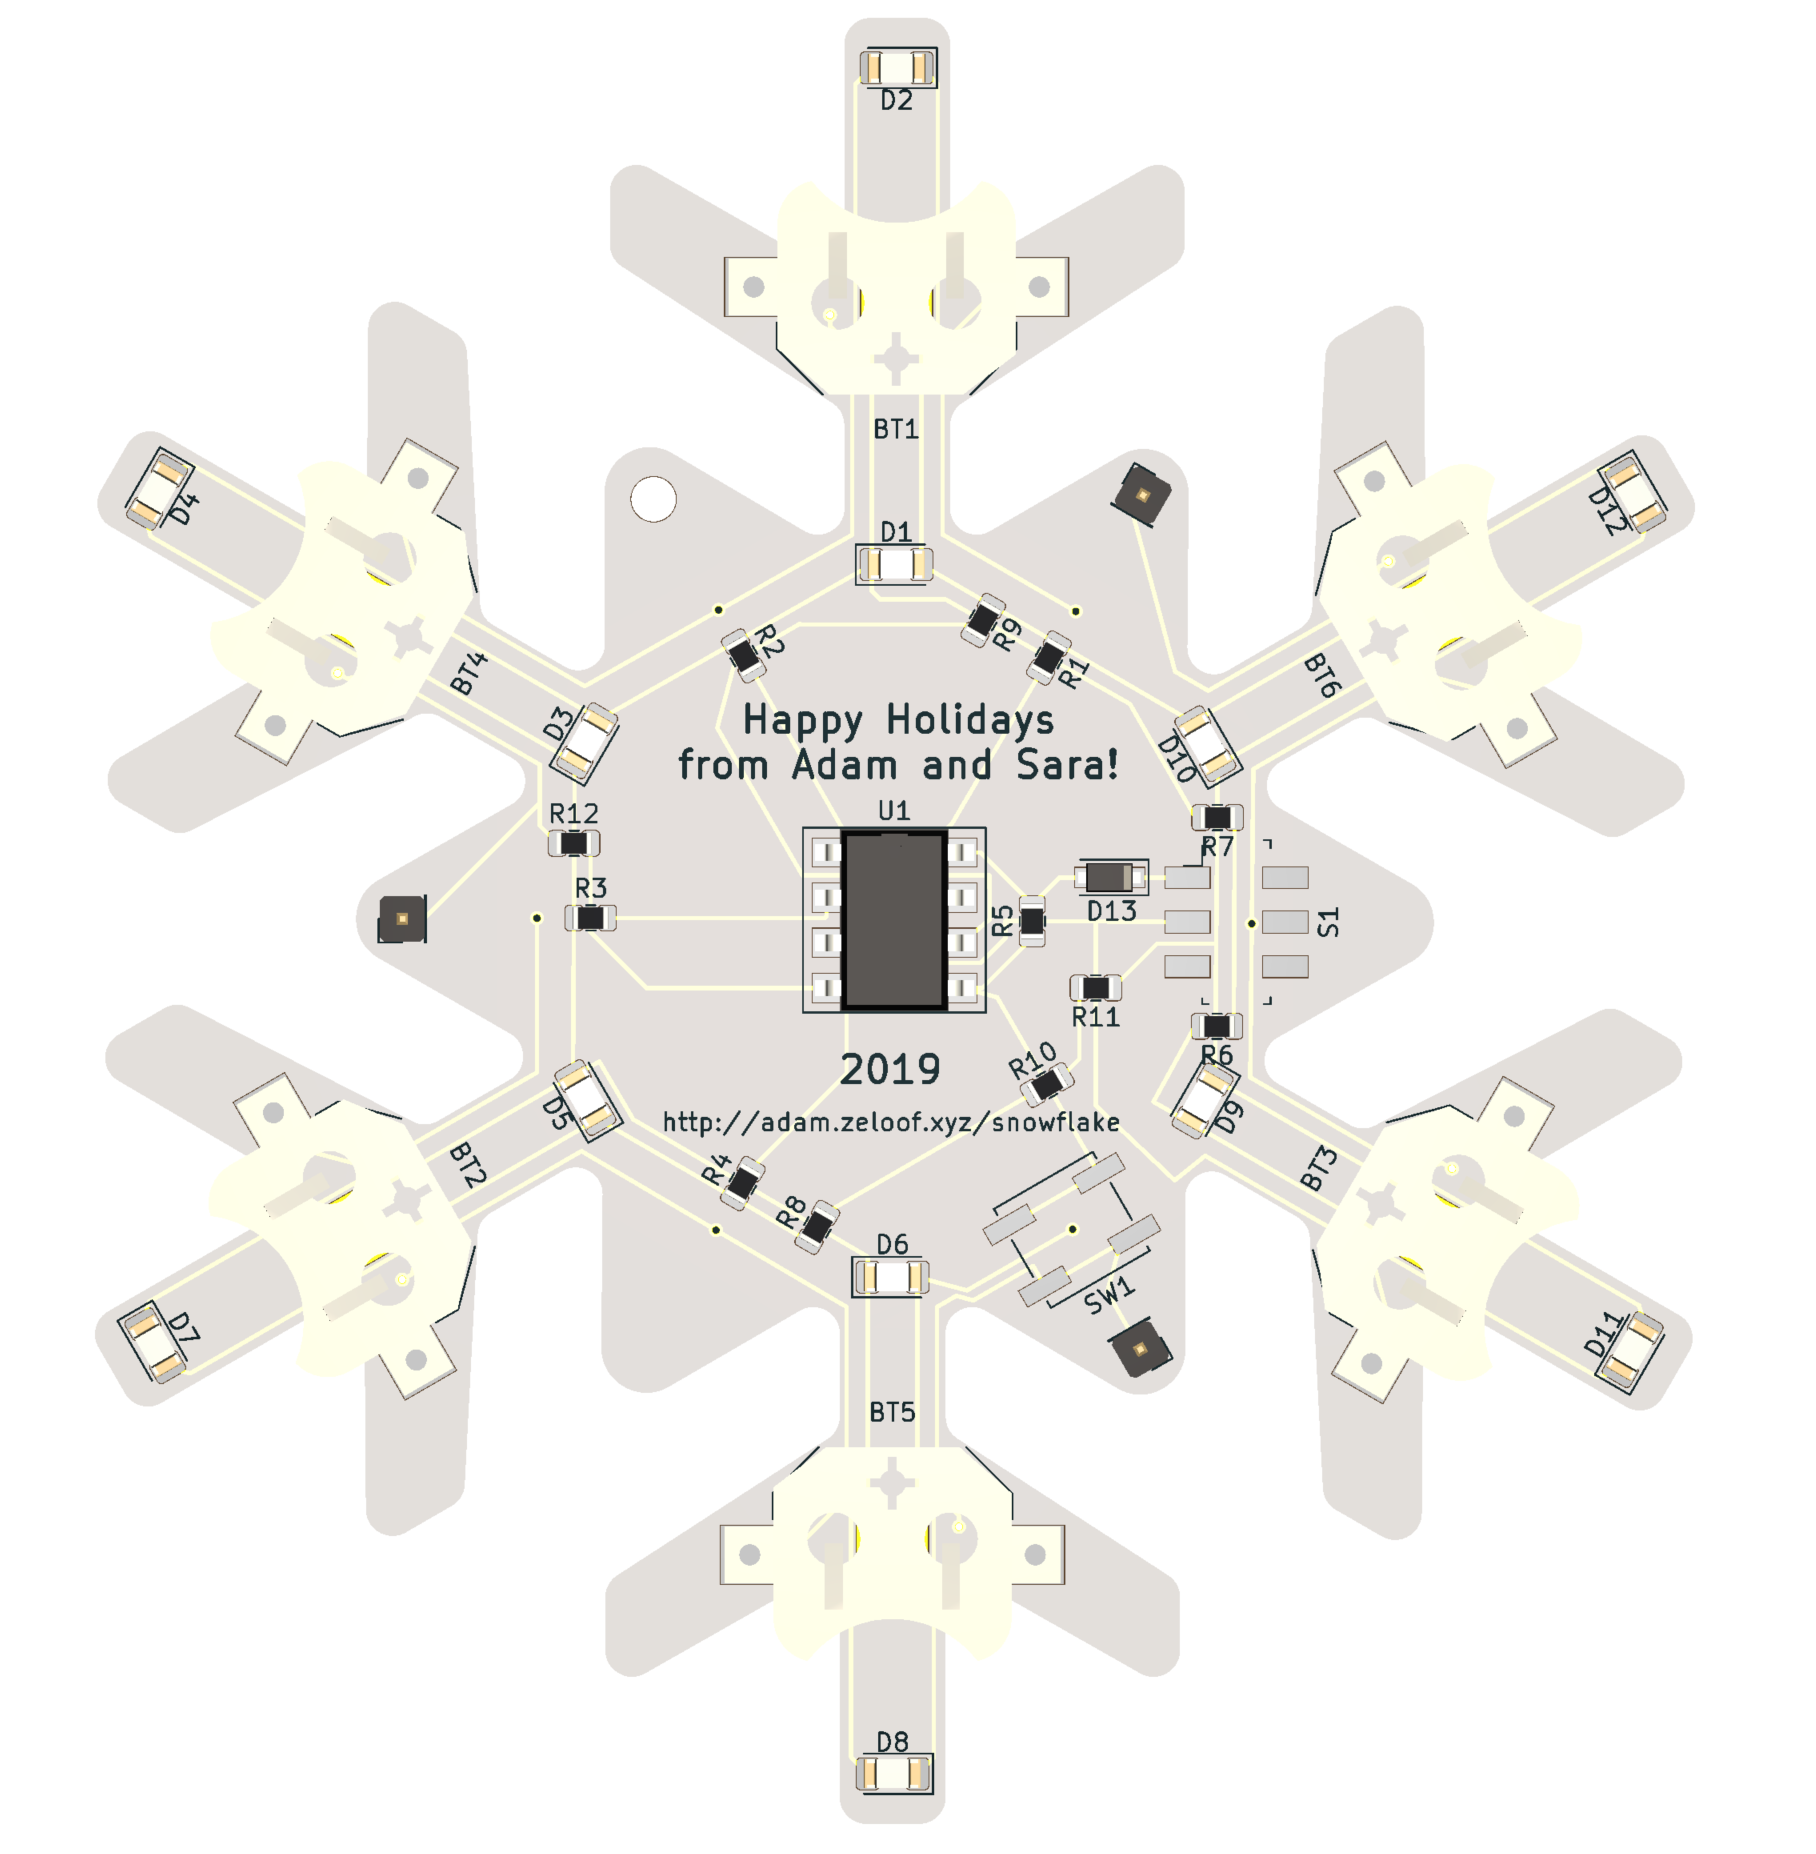 D2
BT1
D1
D4
D12
R2
R9
R1
BT4
BT6
D3
Happy Holidays
from Adam and Sara!
D10
R12
U1
R7
R3
R5
D13
S1
R11
2019
R10
R6
D5
http://adam.zeloof.xyz/snowflake
D9
BT2
R4
BT3
R8
D6
SW1
D7
D11
BT5
D8